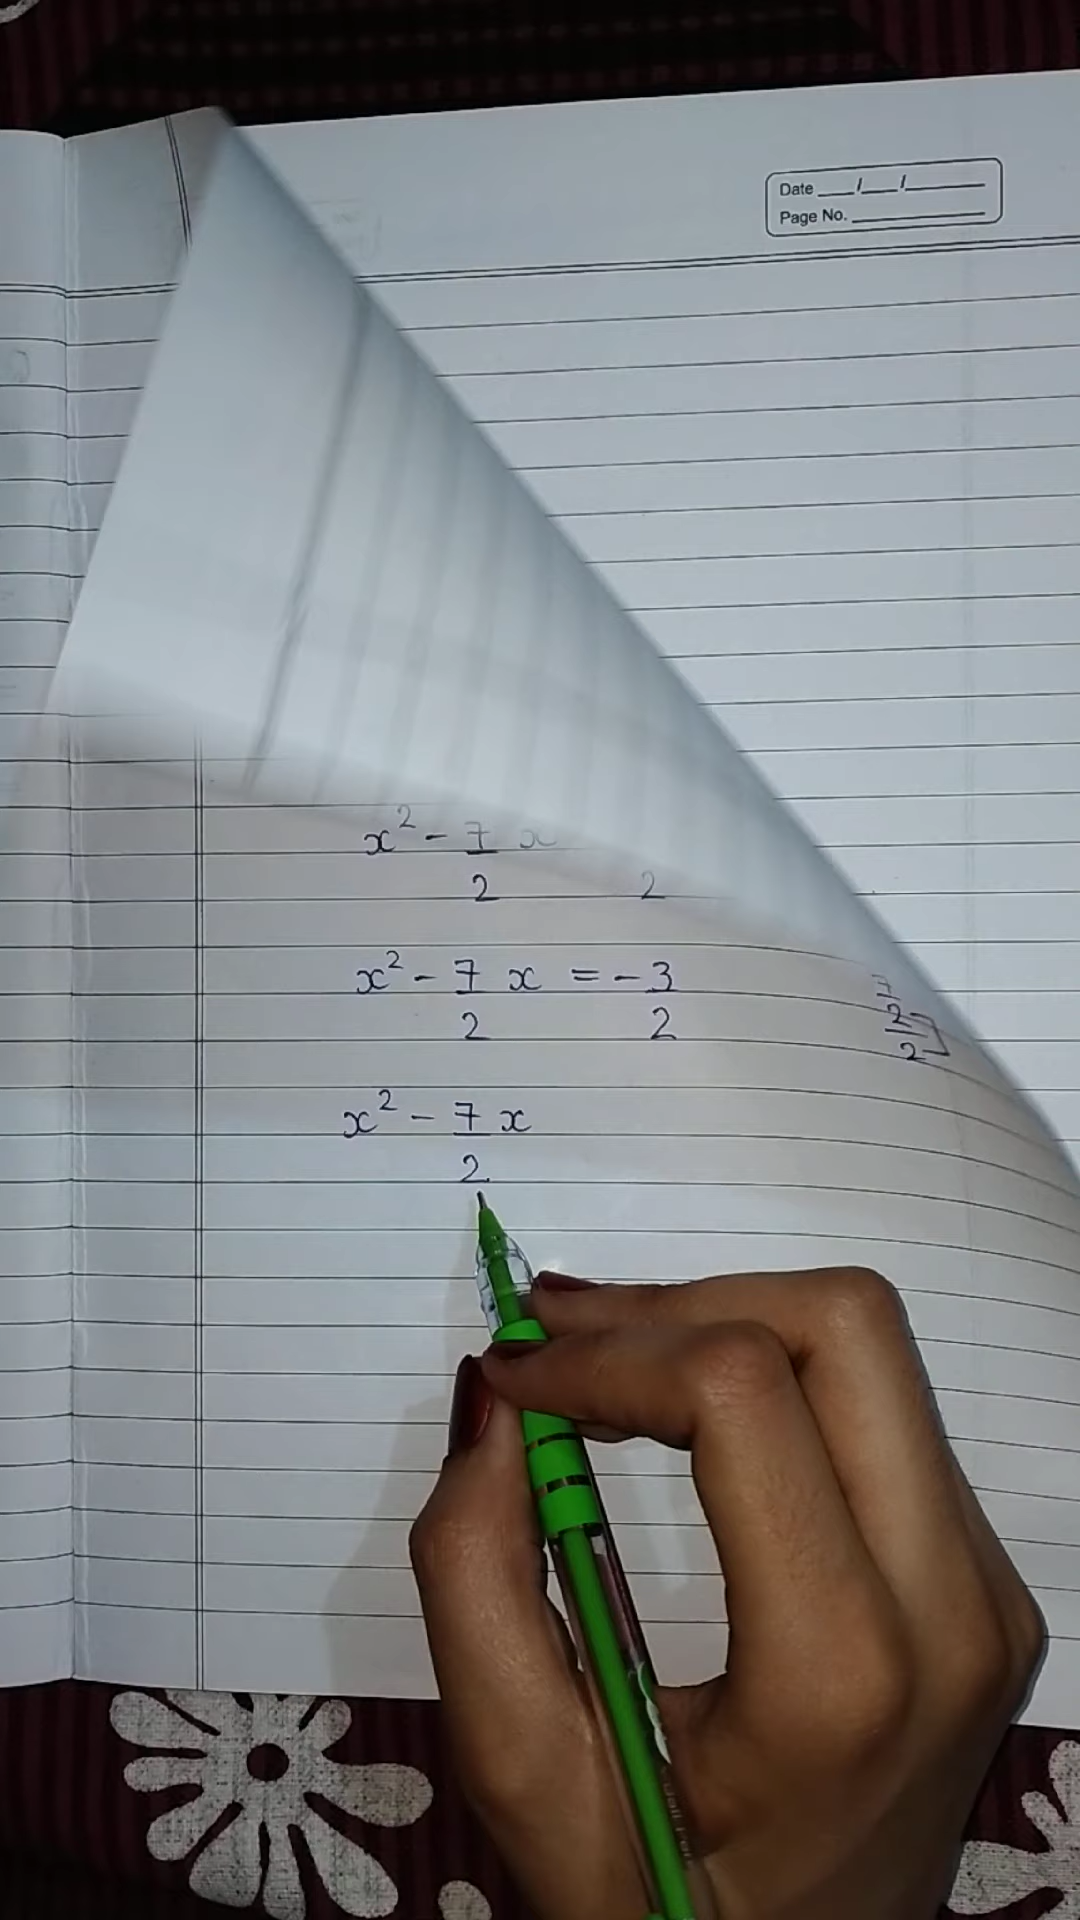 Date __/__/____
Page No. ______
x² - 7/2 x
2
x² - 7/2 x = -3/2
7/2/2
x² - 7/2 x